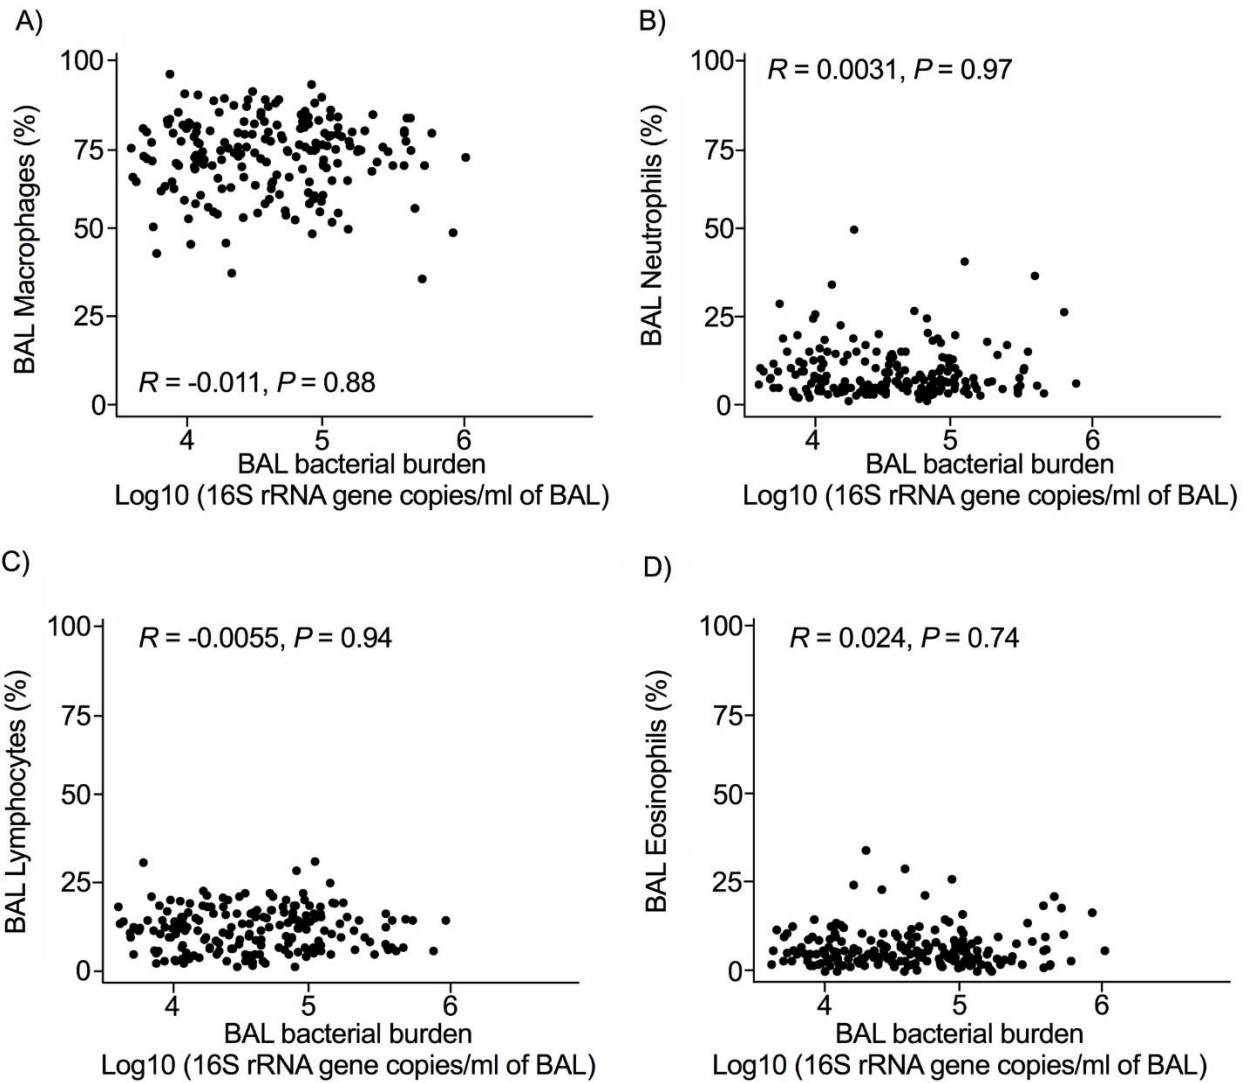 A)
BAL Macrophages (%)
100
75
50
25
0
R = -0.011, P = 0.88
4 5 6
BAL bacterial burden
Log10 (16S rRNA gene copies/ml of BAL)
B)
BAL Neutrophils (%)
100
75
50
25
0
R = 0.0031, P = 0.97
4 5 6
BAL bacterial burden
Log10 (16S rRNA gene copies/ml of BAL)
C)
BAL Lymphocytes (%)
100
75
50
25
0
R = -0.0055, P = 0.94
4 5 6
BAL bacterial burden
Log10 (16S rRNA gene copies/ml of BAL)
D)
BAL Eosinophils (%)
100
75
50
25
0
R = 0.024, P = 0.74
4 5 6
BAL bacterial burden
Log10 (16S rRNA gene copies/ml of BAL)